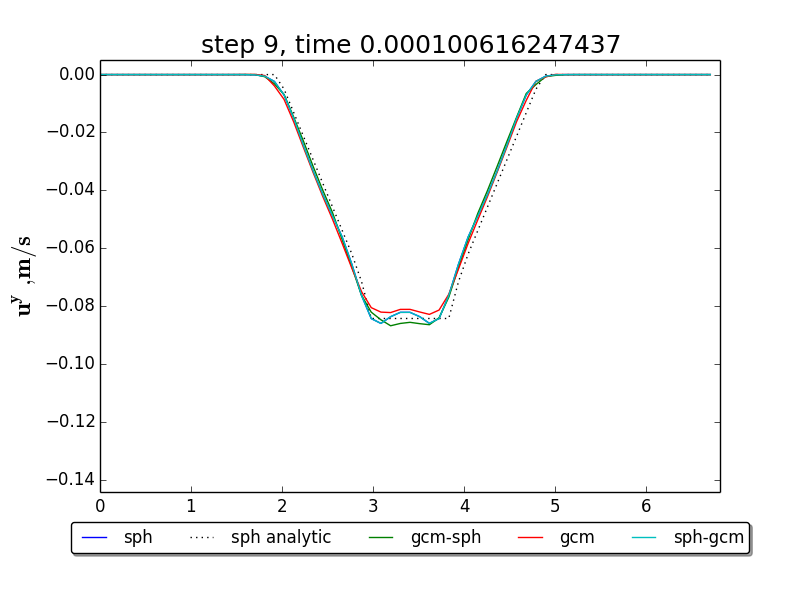 step 9, time 0.000100616247437
0.00
−0.02
−0.04
−0.06
−0.08
−0.10
−0.12
−0.14
u^y ,m/s
0 1 2 3 4 5 6
sph sph analytic gcm-sph gcm sph-gcm